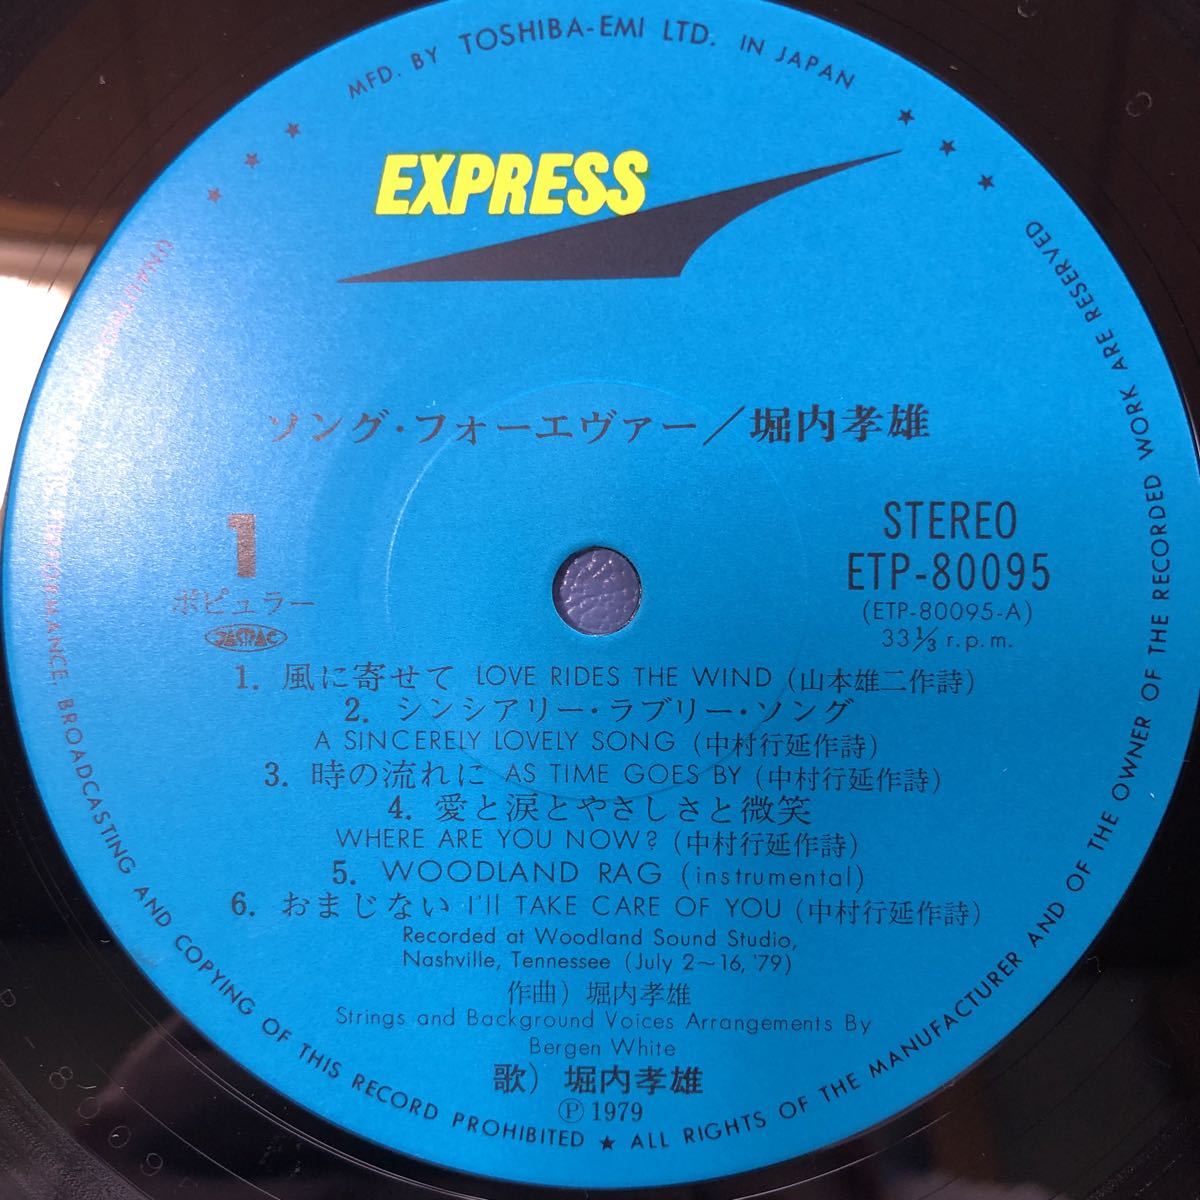 MFD. BY TOSHIBA-EMI LTD. IN JAPAN
EXPRESS
ソング・フォーエヴァー／堀内孝雄
1
ポピュラー
JASRAC
STEREO
ETP-80095
(ETP-80095-A)
33 1/3 r.p.m.
1. 風に寄せて LOVE RIDES THE WIND (山本雄二作詩)
2. シンシアリー・ラブリー・ソング
A SINCERELY LOVELY SONG (中村行延作詩)
3. 時の流れに AS TIME GOES BY (中村行延作詩)
4. 愛と涙とやさしさと微笑
WHERE ARE YOU NOW? (中村行延作詩)
5. WOODLAND RAG (instrumental)
6. おまじない I'll TAKE CARE OF YOU (中村行延作詩)
Recorded at Woodland Sound Studio,
Nashville, Tennessee (July 2～16, '79)
作曲）堀内孝雄
Strings and Background Voices Arrangements By
Bergen White
歌）堀内孝雄
Ⓟ 1979
UNAUTHORIZED PERFORMANCE, BROADCASTING AND COPYING OF THIS RECORD PROHIBITED ★ ALL RIGHTS OF THE MANUFACTURER AND OF THE OWNER OF THE RECORDED WORK ARE RESERVED